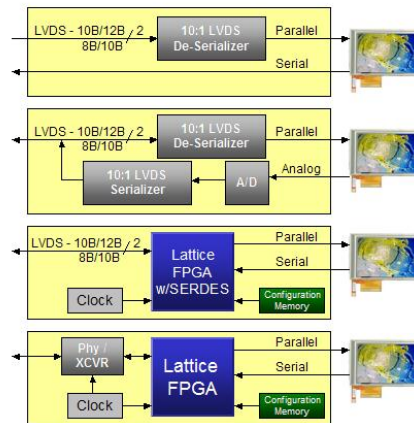 LVDS - 10B/12B / 2
8B/10B
10:1 LVDS
De-Serializer
Parallel
Serial
LVDS - 10B/12B / 2
8B/10B
10:1 LVDS
De-Serializer
Parallel
10:1 LVDS
Serializer
A/D
Analog
LVDS - 10B/12B / 2
8B/10B
Lattice
FPGA
w/SERDES
Parallel
Serial
Clock
Configuration
Memory
Phy /
XCVR
Lattice
FPGA
Parallel
Serial
Clock
Configuration
Memory